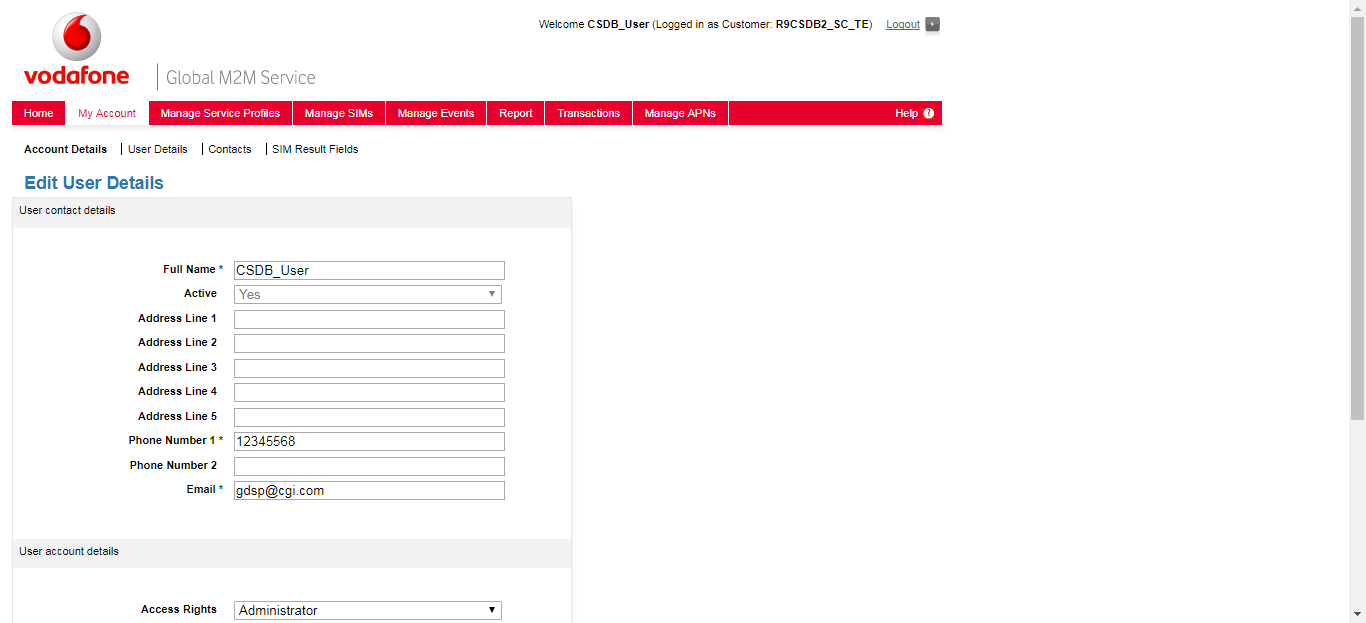 Welcome CSDB_User (Logged in as Customer: R9CSDB2_SC_TE) Logout
vodafone Global M2M Service
Home My Account Manage Service Profiles Manage SIMs Manage Events Report Transactions Manage APNs Help ?
Account Details User Details Contacts SIM Result Fields
Edit User Details
User contact details
Full Name * CSDB_User
Active Yes
Address Line 1
Address Line 2
Address Line 3
Address Line 4
Address Line 5
Phone Number 1 * 12345568
Phone Number 2
Email * gdsp@cgi.com
User account details
Access Rights Administrator